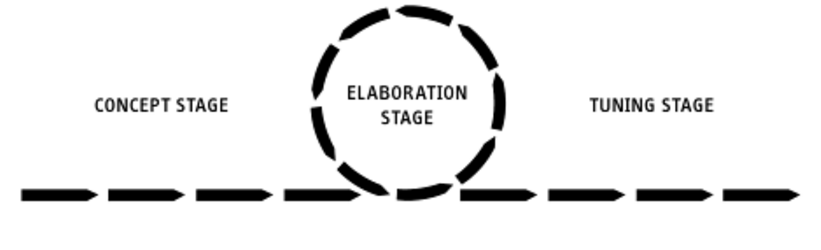 CONCEPT STAGE
ELABORATION
STAGE
TUNING STAGE